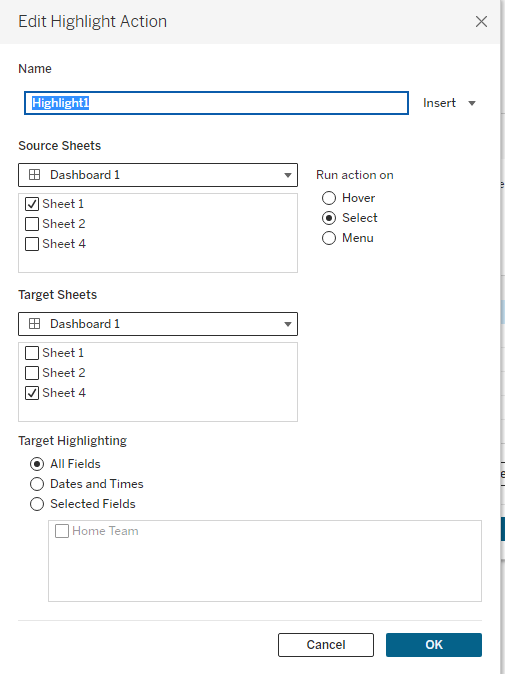 Edit Highlight Action
Name
Highlight1
Insert
Source Sheets
Dashboard 1
Run action on
Sheet 1
Hover
Sheet 2
Select
Sheet 4
Menu
Target Sheets
Dashboard 1
Sheet 1
Sheet 2
Sheet 4
Target Highlighting
All Fields
Dates and Times
Selected Fields
Home Team
Cancel
OK